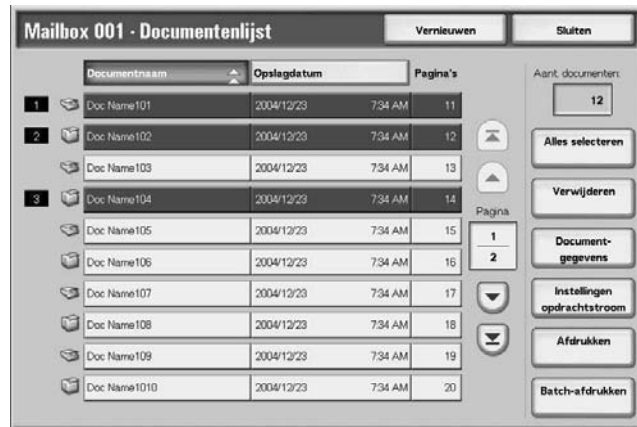 Mailbox 001 - Documentenlijst
Vernieuwen
Sluiten
Documentnaam
Opslagdatum
Pagina's
Aant. documenten:
12
1 Doc Name101 2004/12/23 7:34 AM 11
2 Doc Name102 2004/12/23 7:34 AM 12
Doc Name103 2004/12/23 7:34 AM 13
3 Doc Name104 2004/12/23 7:34 AM 14
Doc Name105 2004/12/23 7:34 AM 15
Doc Name106 2004/12/23 7:34 AM 16
Doc Name107 2004/12/23 7:34 AM 17
Doc Name108 2004/12/23 7:34 AM 18
Doc Name109 2004/12/23 7:34 AM 19
Doc Name1010 2004/12/23 7:34 AM 20
Pagina
1
2
Alles selecteren
Verwijderen
Document-
gegevens
Instellingen
opdrachtstroom
Afdrukken
Batch-afdrukken